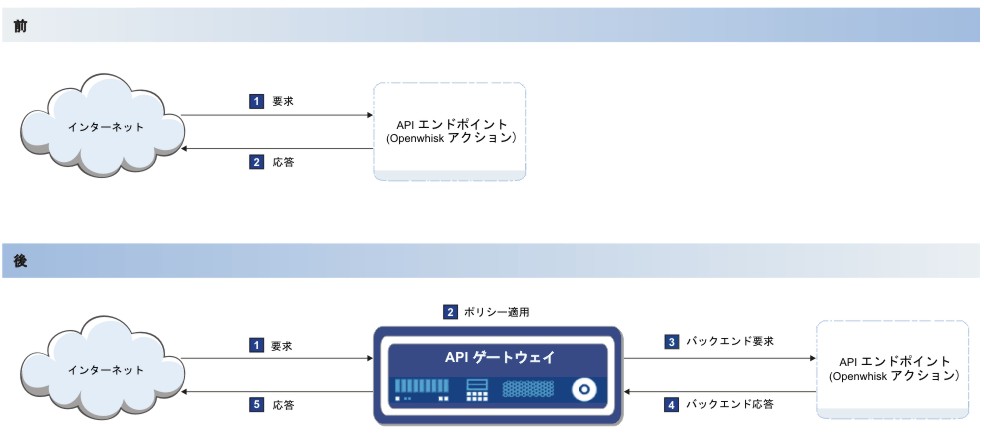 前
1 要求
インターネット
API エンドポイント
(Openwhisk アクション)
2 応答
後
2 ポリシー適用
1 要求
API ゲートウェイ
3 バックエンド要求
インターネット
API エンドポイント
(Openwhisk アクション)
5 応答
4 バックエンド応答